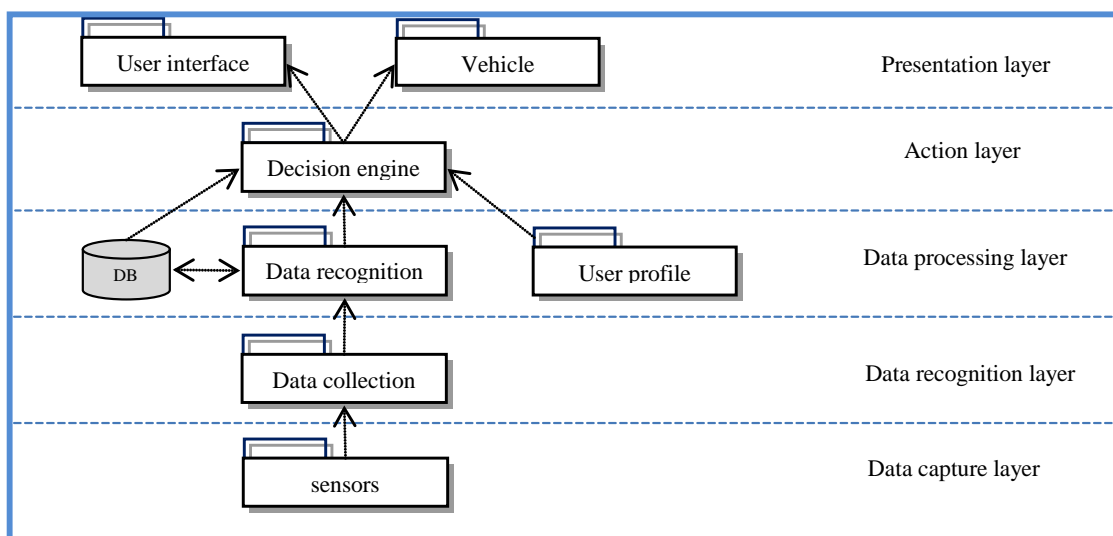 User interface
Vehicle
Presentation layer
Decision engine
Action layer
DB
Data recognition
User profile
Data processing layer
Data collection
Data recognition layer
sensors
Data capture layer